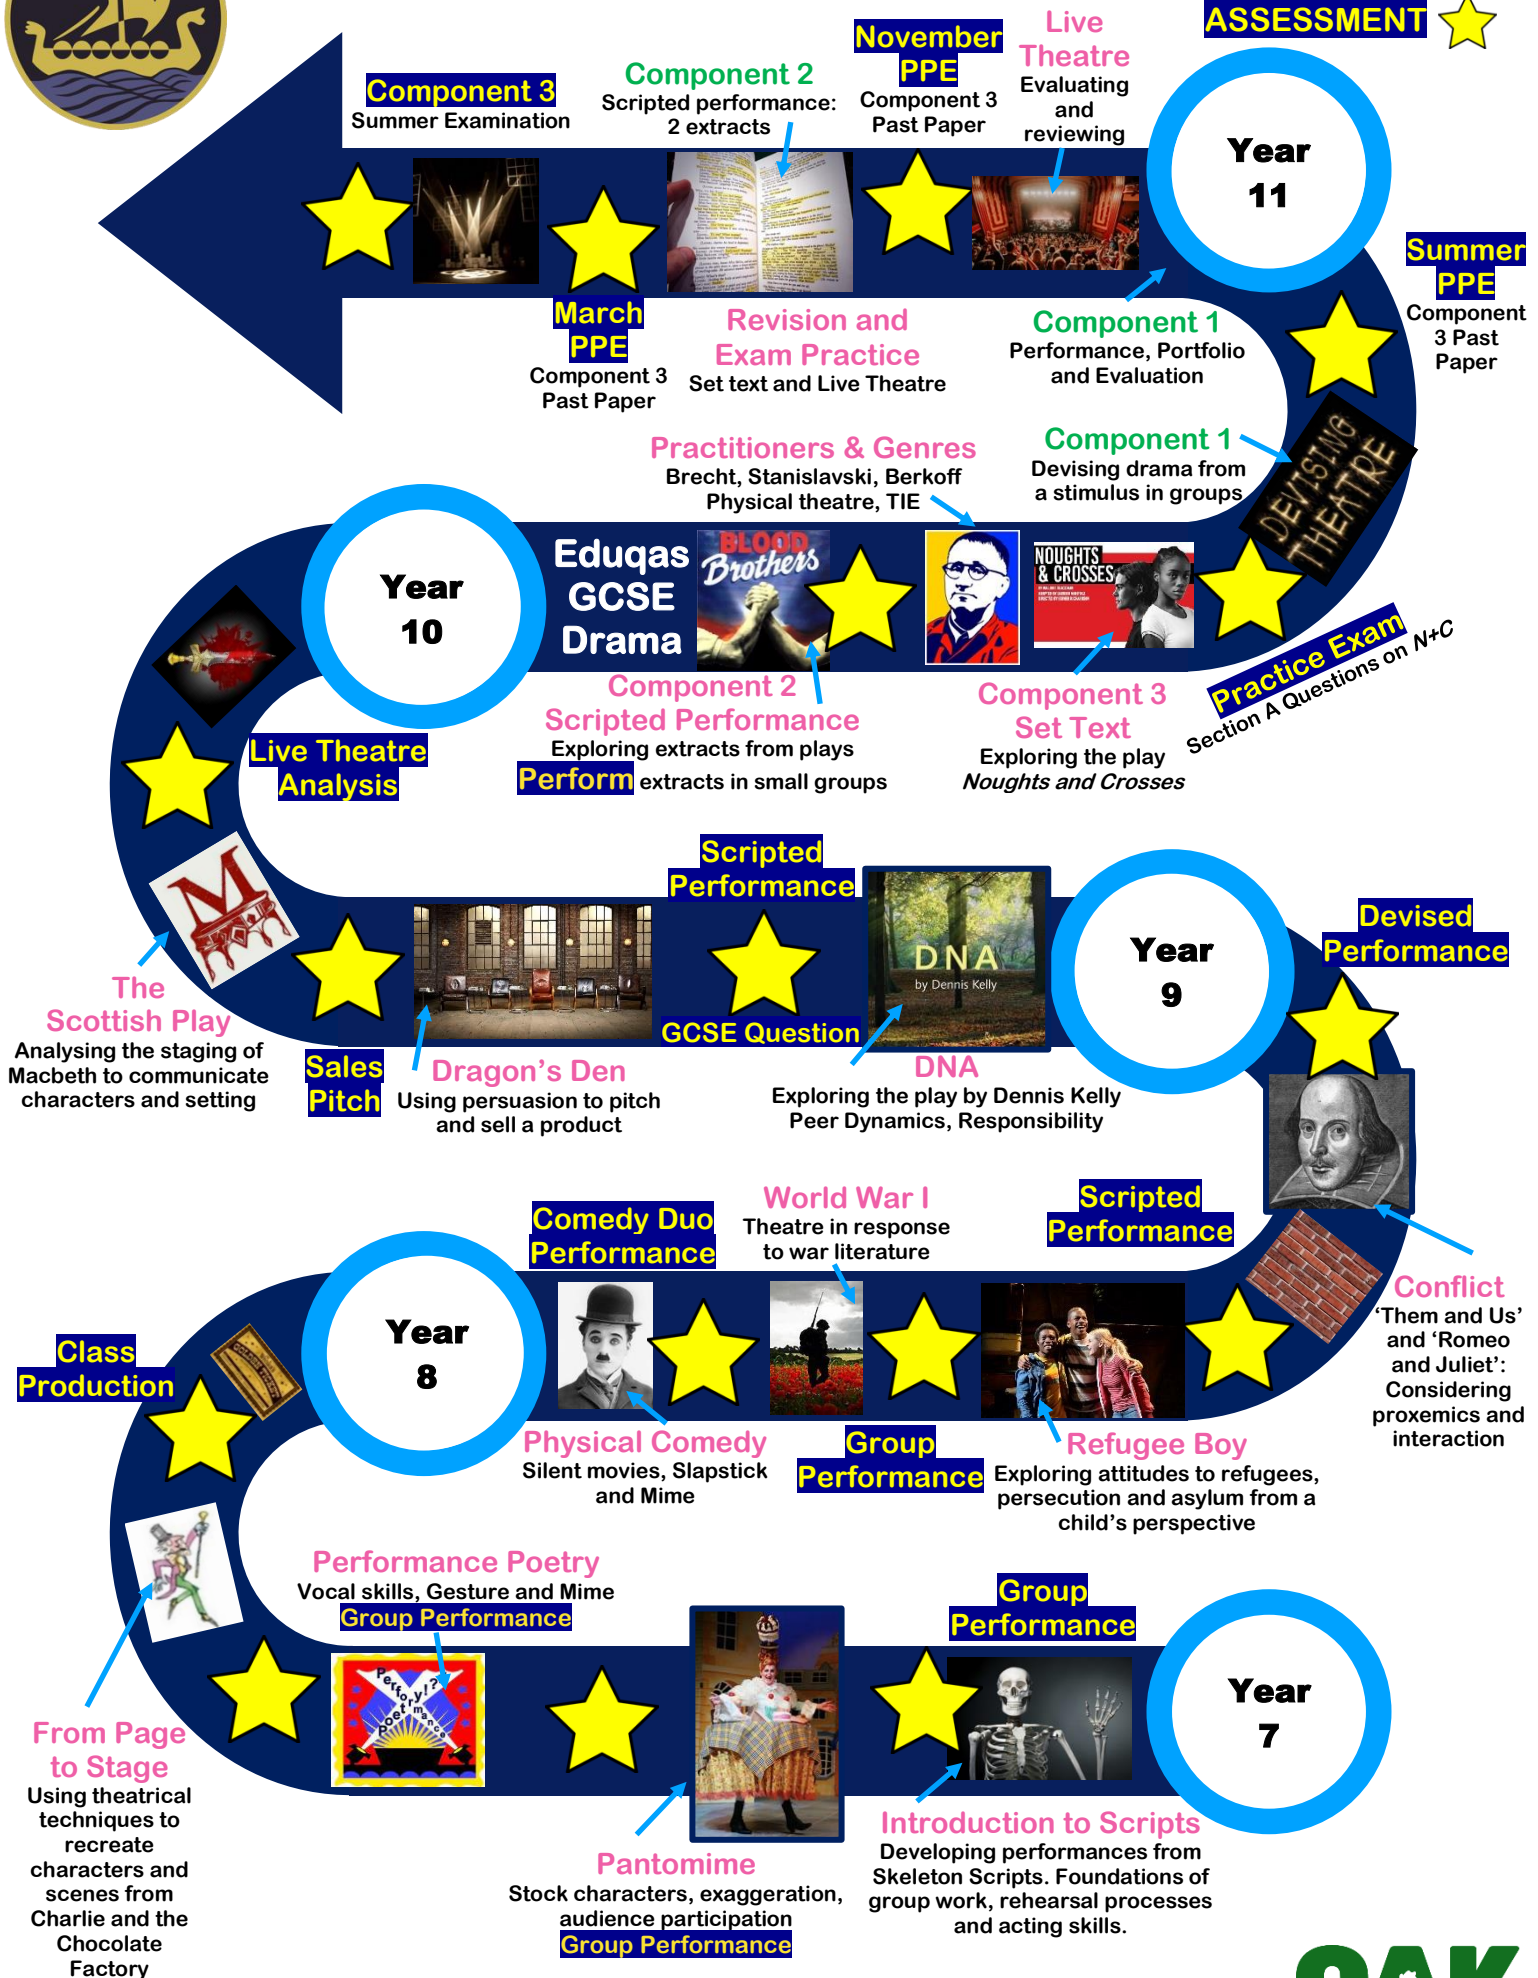 ASSESSMENT
Component 3
Summer Examination
Component 2
Scripted performance:
2 extracts
November
PPE
Component 3
Past Paper
Live
Theatre
Evaluating
and
reviewing
Year
11
Summer
PPE
Component
3 Past
Paper
March
PPE
Component 3
Past Paper
Revision and
Exam Practice
Set text and Live Theatre
Component 1
Performance, Portfolio
and Evaluation
Component 1
Devising drama from
a stimulus in groups
DEVISING
THEATRE
Practitioners & Genres
Brecht, Stanislavski, Berkoff
Physical theatre, TIE
Year
10
Eduqas
GCSE
Drama
BLOOD
Brothers
NOUGHTS
& CROSSES
Practice Exam
Section A Questions on N+C
Component 2
Scripted Performance
Exploring extracts from plays
Perform extracts in small groups
Component 3
Set Text
Exploring the play
Noughts and Crosses
Live Theatre
Analysis
M
The
Scottish Play
Analysing the staging of
Macbeth to communicate
characters and setting
Sales
Pitch
Dragon's Den
Using persuasion to pitch
and sell a product
Scripted
Performance
GCSE Question
DNA
by Dennis Kelly
DNA
Exploring the play by Dennis Kelly
Peer Dynamics, Responsibility
Year
9
Devised
Performance
Conflict
'Them and Us'
and 'Romeo
and Juliet':
Considering
proxemics and
interaction
Scripted
Performance
World War I
Theatre in response
to war literature
Comedy Duo
Performance
Year
8
Physical Comedy
Silent movies, Slapstick
and Mime
Group
Performance
Refugee Boy
Exploring attitudes to refugees,
persecution and asylum from a
child's perspective
Class
Production
GOLDEN TICKET
From Page
to Stage
Using theatrical
techniques to
recreate
characters and
scenes from
Charlie and the
Chocolate
Factory
Performance Poetry
Vocal skills, Gesture and Mime
Group Performance
Performance
Poetry!?
Pantomime
Stock characters, exaggeration,
audience participation
Group Performance
Group
Performance
Introduction to Scripts
Developing performances from
Skeleton Scripts. Foundations of
group work, rehearsal processes
and acting skills.
Year
7
OAK